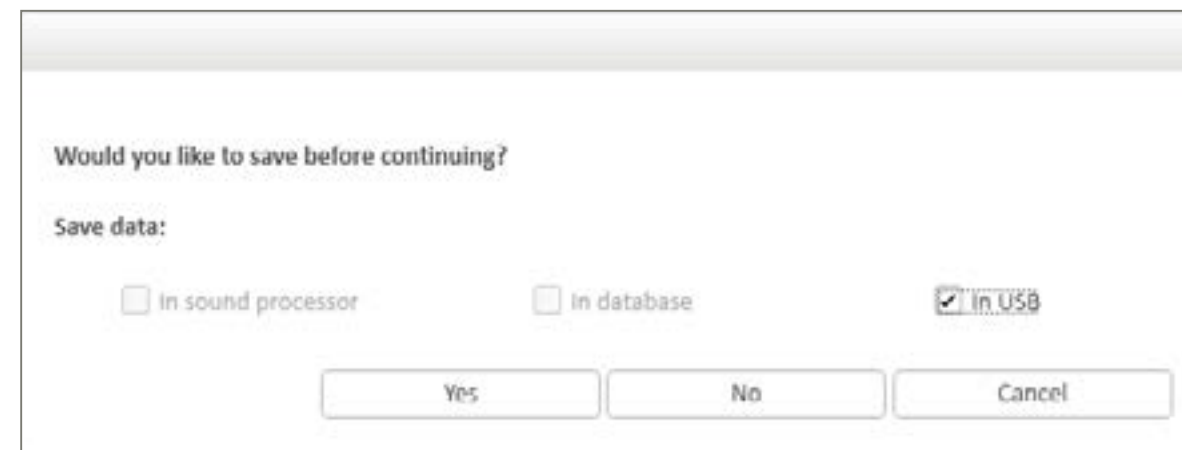 Would you like to save before continuing?
Save data:
In sound processor In database In USB
Yes No Cancel